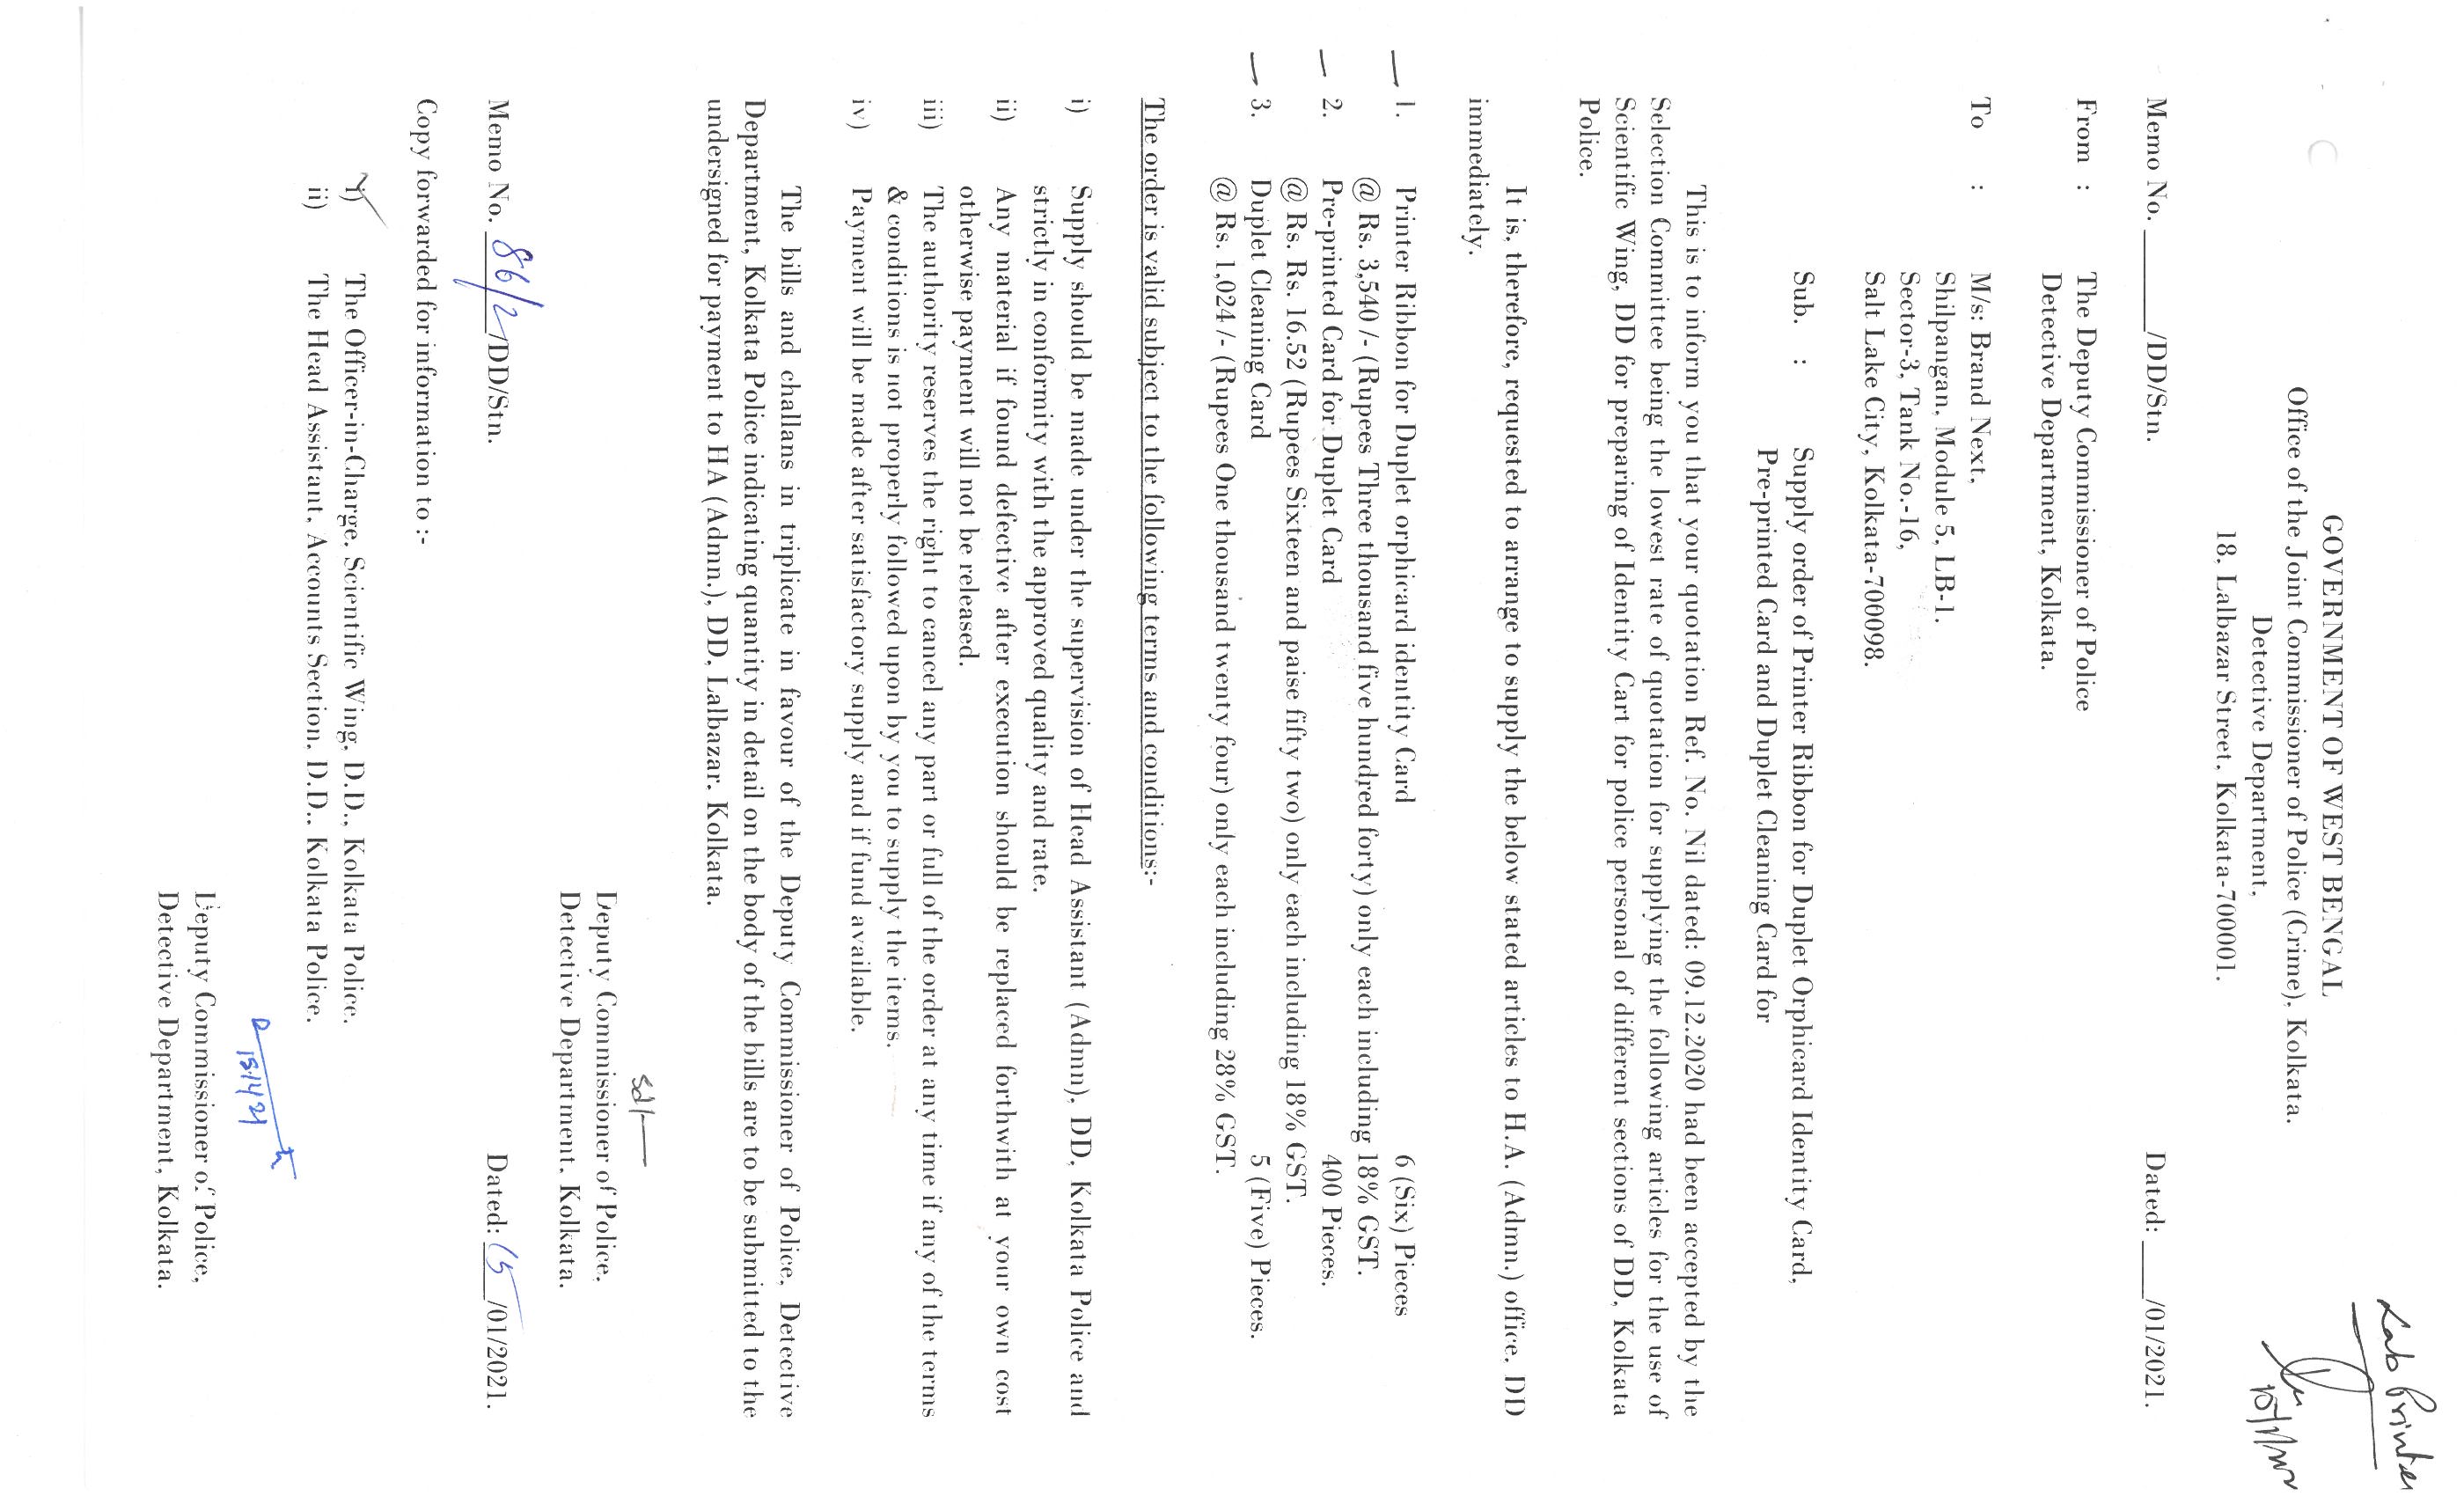 Lab Printer
GOVERNMENT OF WEST BENGAL
Office of the Joint Commissioner of Police (Crime), Kolkata.
Detective Department,
18, Lalbazar Street, Kolkata-700001.
Memo No. ________/DD/Stn. Dated: ____/01/2021.
From : The Deputy Commissioner of Police
Detective Department, Kolkata.
To : M/s: Brand Next,
Shilpangan, Module 5, LB-1.
Sector-3, Tank No.-16,
Salt Lake City, Kolkata-700098.
Sub. : Supply order of Printer Ribbon for Duplet Orphicard Identity Card,
Pre-printed Card and Duplet Cleaning Card for
This is to inform you that your quotation Ref. No. Nil dated: 09.12.2020 had been accepted by the
Selection Committee being the lowest rate of quotation for supplying the following articles for the use of
Scientific Wing, DD for preparing of Identity Cart for police personal of different sections of DD, Kolkata
Police.
It is, therefore, requested to arrange to supply the below stated articles to H.A. (Admn.) office, DD
immediately.
1. Printer Ribbon for Duplet orphicard identity Card 6 (Six) Pieces
@ Rs. 3,540/- (Rupees Three thousand five hundred forty) only each including 18% GST.
2. Pre-printed Card for Duplet Card 400 Pieces.
@ Rs. Rs. 16.52 (Rupees Sixteen and paise fifty two) only each including 18% GST.
3. Duplet Cleaning Card 5 (Five) Pieces.
@ Rs. 1,024/- (Rupees One thousand twenty four) only each including 28% GST.
The order is valid subject to the following terms and conditions:-
i) Supply should be made under the supervision of Head Assistant (Admn), DD, Kolkata Police and
strictly in conformity with the approved quality and rate.
ii) Any material if found defective after execution should be replaced forthwith at your own cost
otherwise payment will not be released.
iii) The authority reserves the right to cancel any part or full of the order at any time if any of the terms
& conditions is not properly followed upon by you to supply the items.
iv) Payment will be made after satisfactory supply and if fund available.
The bills and challans in triplicate in favour of the Deputy Commissioner of Police, Detective
Department, Kolkata Police indicating quantity in detail on the body of the bills are to be submitted to the
undersigned for payment to HA (Admn.), DD, Lalbazar, Kolkata.
Sd/-
Deputy Commissioner of Police,
Detective Department, Kolkata.
Memo No. 86/2/DD/Stn. Dated: 15/01/2021.
Copy forwarded for information to :-
i) The Officer-in-Charge, Scientific Wing, D.D., Kolkata Police.
ii) The Head Assistant, Accounts Section, D.D., Kolkata Police.
Deputy Commissioner of Police,
Detective Department, Kolkata.